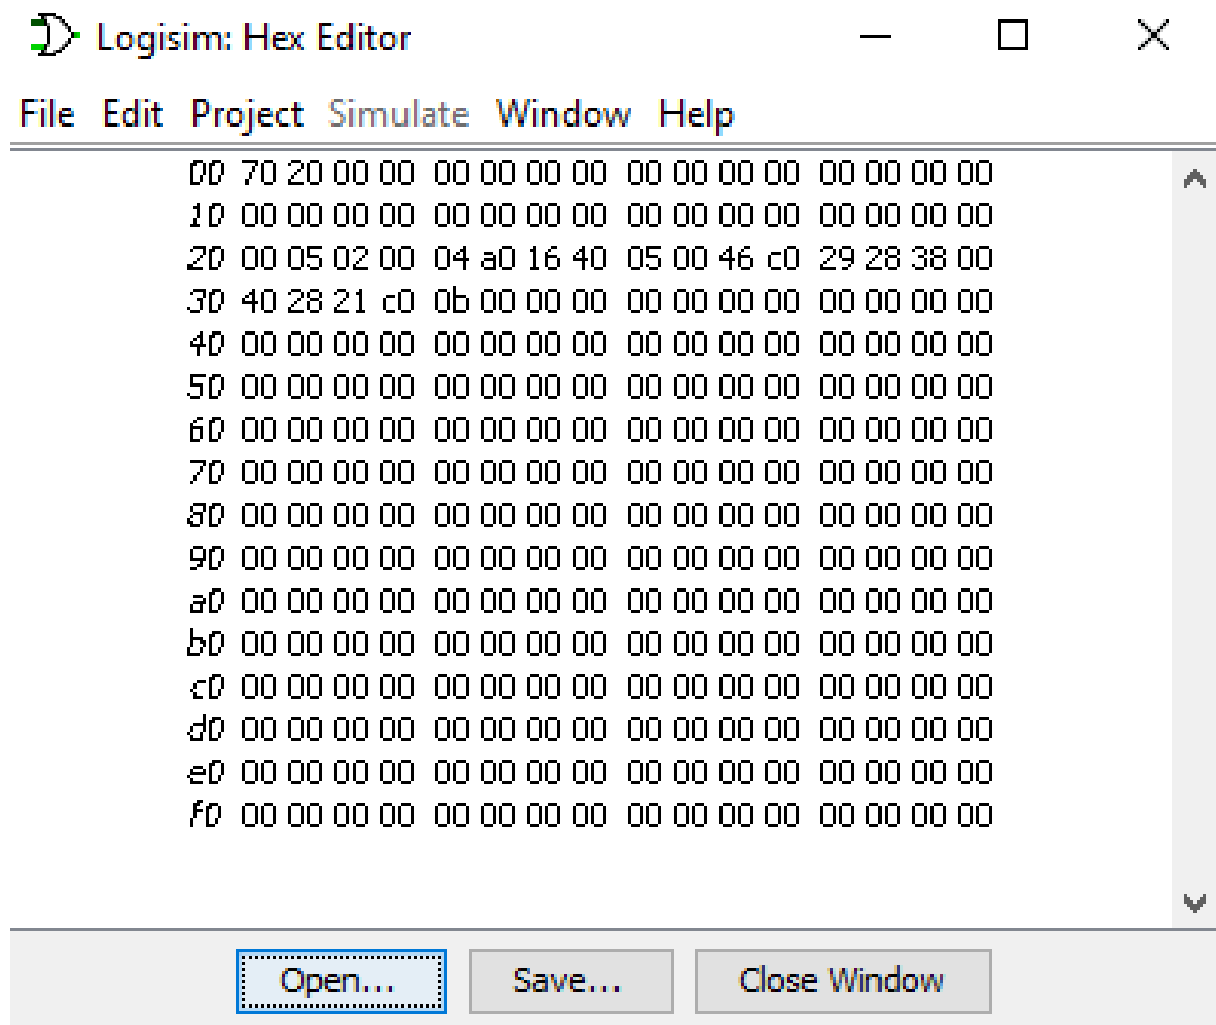 Logisim: Hex Editor
File Edit Project Simulate Window Help
00 70 20 00 00 00 00 00 00 00 00 00 00 00 00 00 00
10 00 00 00 00 00 00 00 00 00 00 00 00 00 00 00 00
20 00 05 02 00 04 a0 16 40 05 00 46 c0 29 28 38 00
30 40 28 21 c0 0b 00 00 00 00 00 00 00 00 00 00 00
40 00 00 00 00 00 00 00 00 00 00 00 00 00 00 00 00
50 00 00 00 00 00 00 00 00 00 00 00 00 00 00 00 00
60 00 00 00 00 00 00 00 00 00 00 00 00 00 00 00 00
70 00 00 00 00 00 00 00 00 00 00 00 00 00 00 00 00
80 00 00 00 00 00 00 00 00 00 00 00 00 00 00 00 00
90 00 00 00 00 00 00 00 00 00 00 00 00 00 00 00 00
a0 00 00 00 00 00 00 00 00 00 00 00 00 00 00 00 00
b0 00 00 00 00 00 00 00 00 00 00 00 00 00 00 00 00
c0 00 00 00 00 00 00 00 00 00 00 00 00 00 00 00 00
d0 00 00 00 00 00 00 00 00 00 00 00 00 00 00 00 00
e0 00 00 00 00 00 00 00 00 00 00 00 00 00 00 00 00
f0 00 00 00 00 00 00 00 00 00 00 00 00 00 00 00 00
Open... Save... Close Window